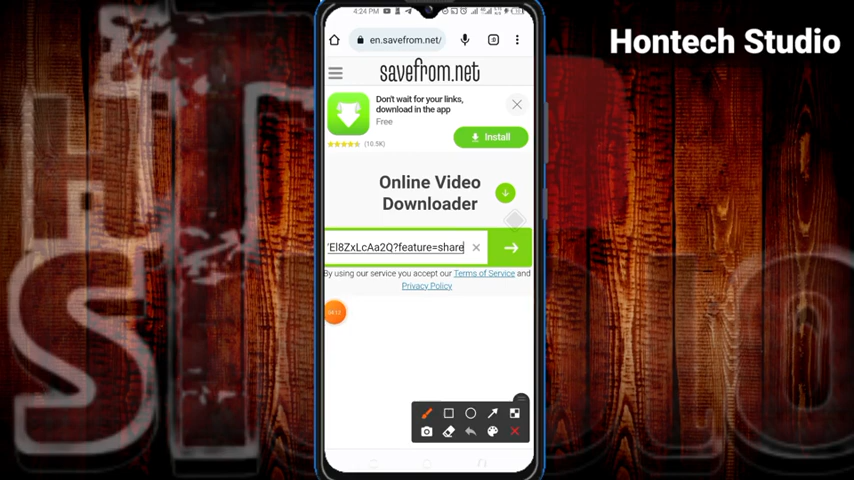 Hontech Studio
4:24 PM
en.savefrom.net/
savefrom.net
Don't wait for your links,
download in the app
Free
(10.5K)
Install
Online Video
Downloader
El8ZxLcAa2Q?feature=share
By using our service you accept our Terms of Service and
Privacy Policy